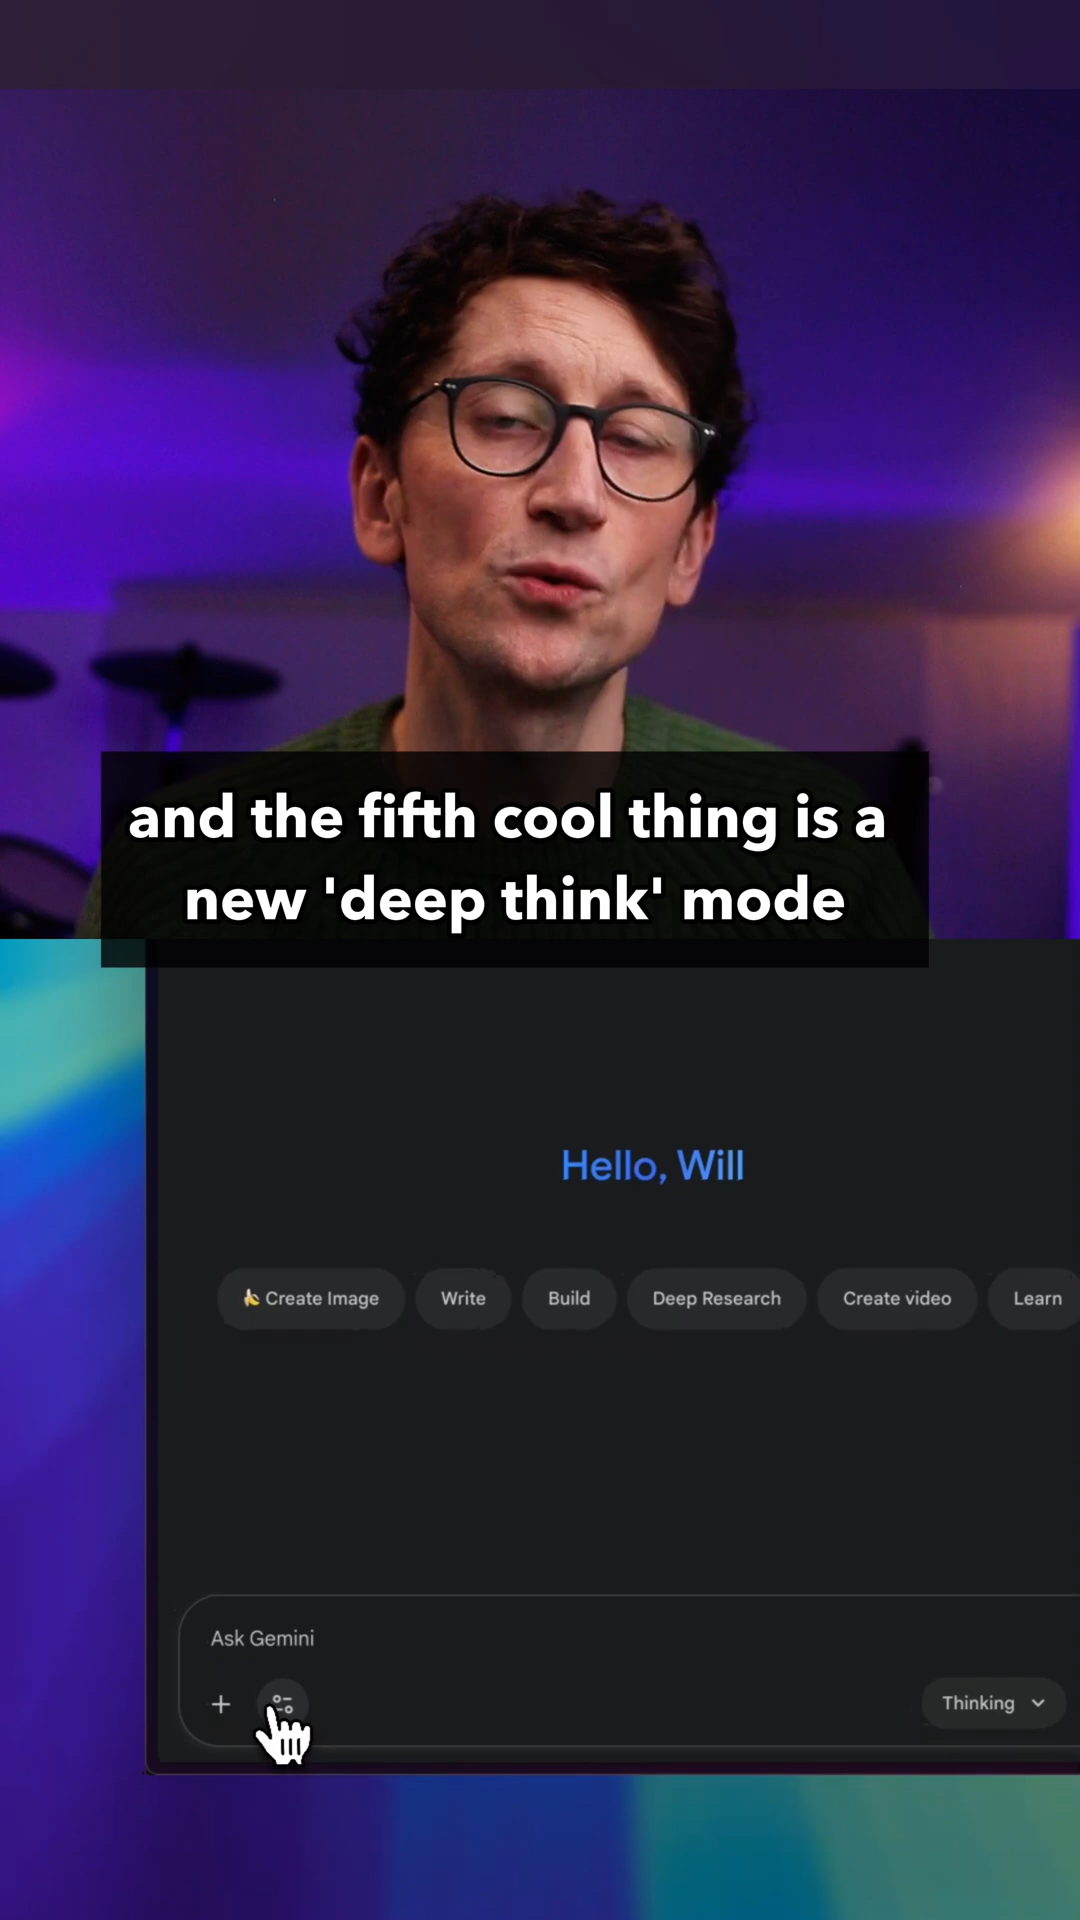 and the fifth cool thing is a
new 'deep think' mode
Hello, Will
Create Image
Write
Build
Deep Research
Create video
Learn
Ask Gemini
Thinking